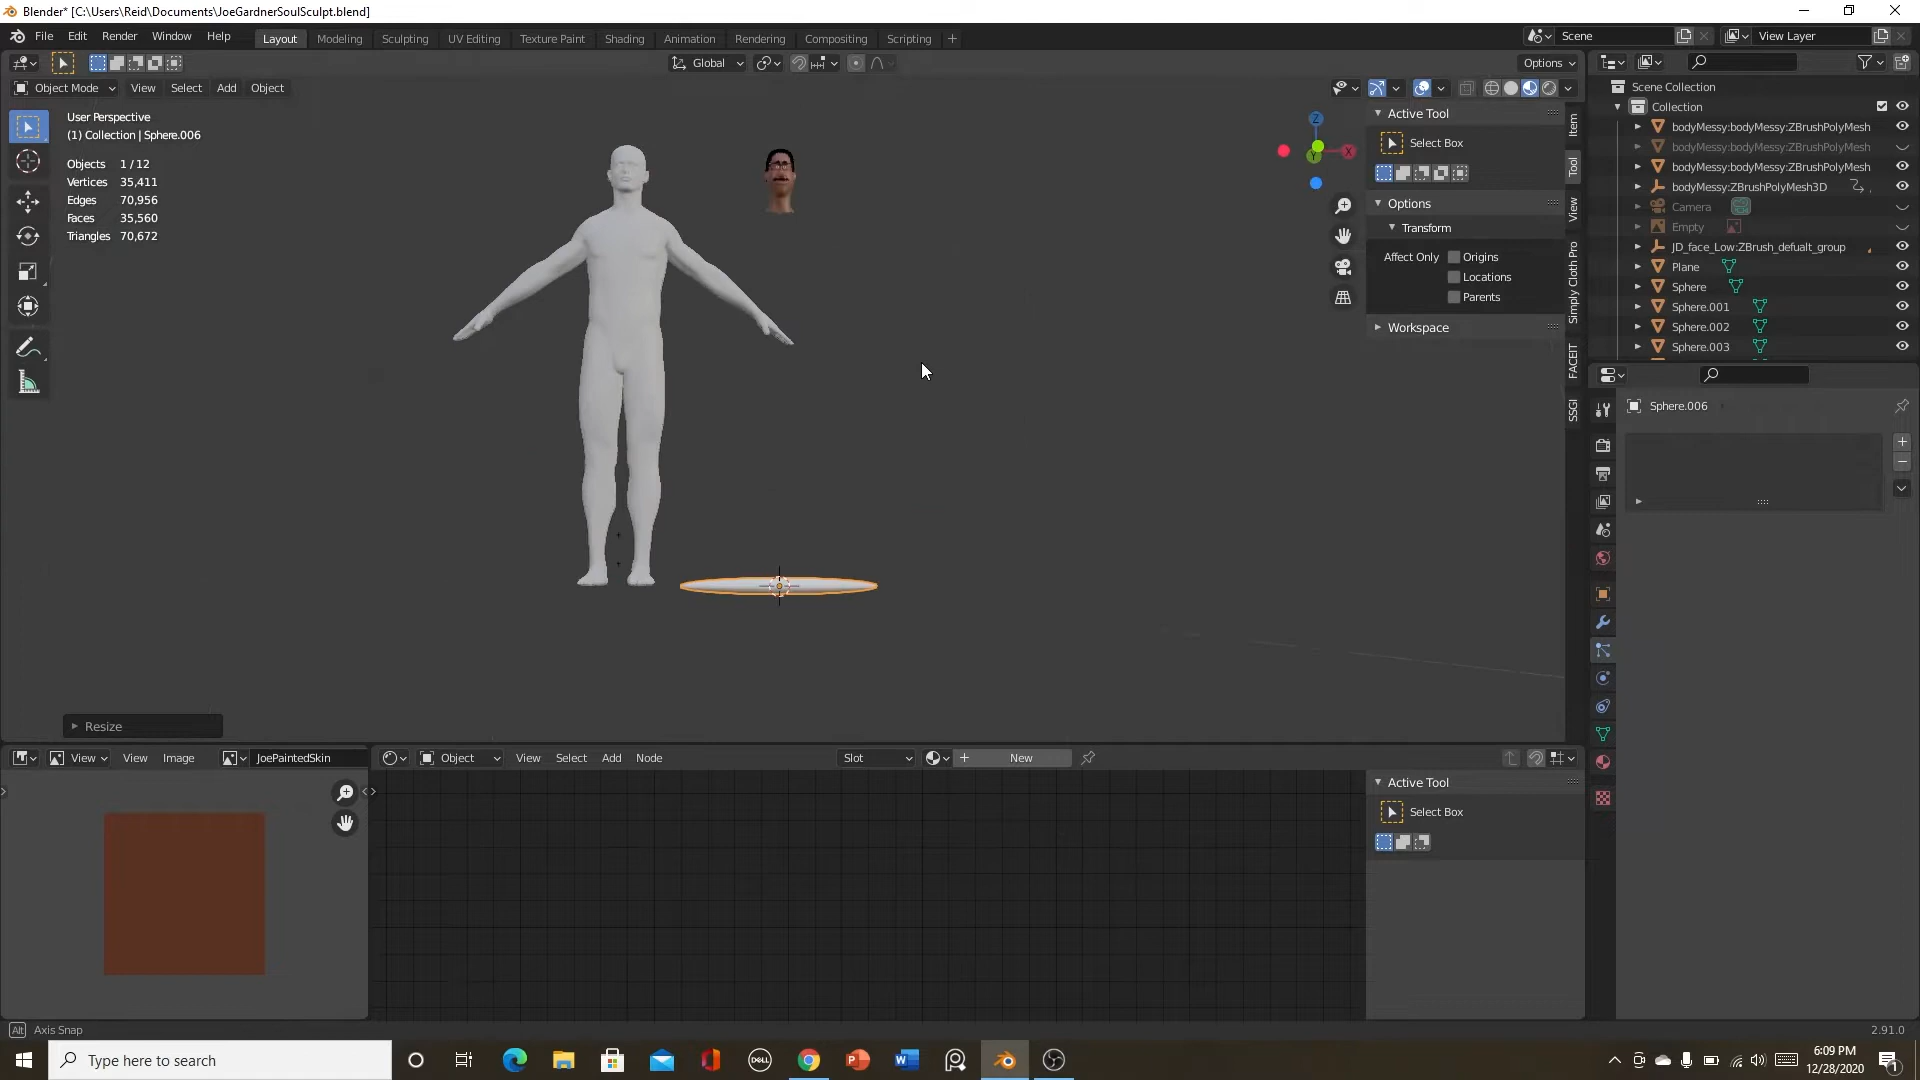 Blender* [C:\Users\Reid\Documents\JoeGardnerSoulSculpt.blend]
File Edit Render Window Help
Layout Modeling Sculpting UV Editing Texture Paint Shading Animation Rendering Compositing Scripting
Scene
View Layer
Global
Options
Object Mode View Select Add Object
User Perspective
(1) Collection | Sphere.006
Objects 1 / 12
Vertices 35,411
Edges 70,956
Faces 35,560
Triangles 70,672
Z
Y
X
Active Tool
Select Box
Options
Transform
Affect Only Origins
Locations
Parents
Workspace
Item
Tool
View
Simply Cloth Pro
FACEIT
SSGI
Scene Collection
Collection
bodyMessy:bodyMessy:ZBrushPolyMesh
bodyMessy:bodyMessy:ZBrushPolyMesh
bodyMessy:bodyMessy:ZBrushPolyMesh
bodyMessy:ZBrushPolyMesh3D
Camera
Empty
JD_face_Low:ZBrush_defualt_group
Plane
Sphere
Sphere.001
Sphere.002
Sphere.003
Sphere.006
Resize
View View Image JoePaintedSkin
Object View Select Add Node Slot New
Active Tool
Select Box
Alt Axis Snap
2.91.0
Type here to search
DELL
6:09 PM
12/28/2020
1